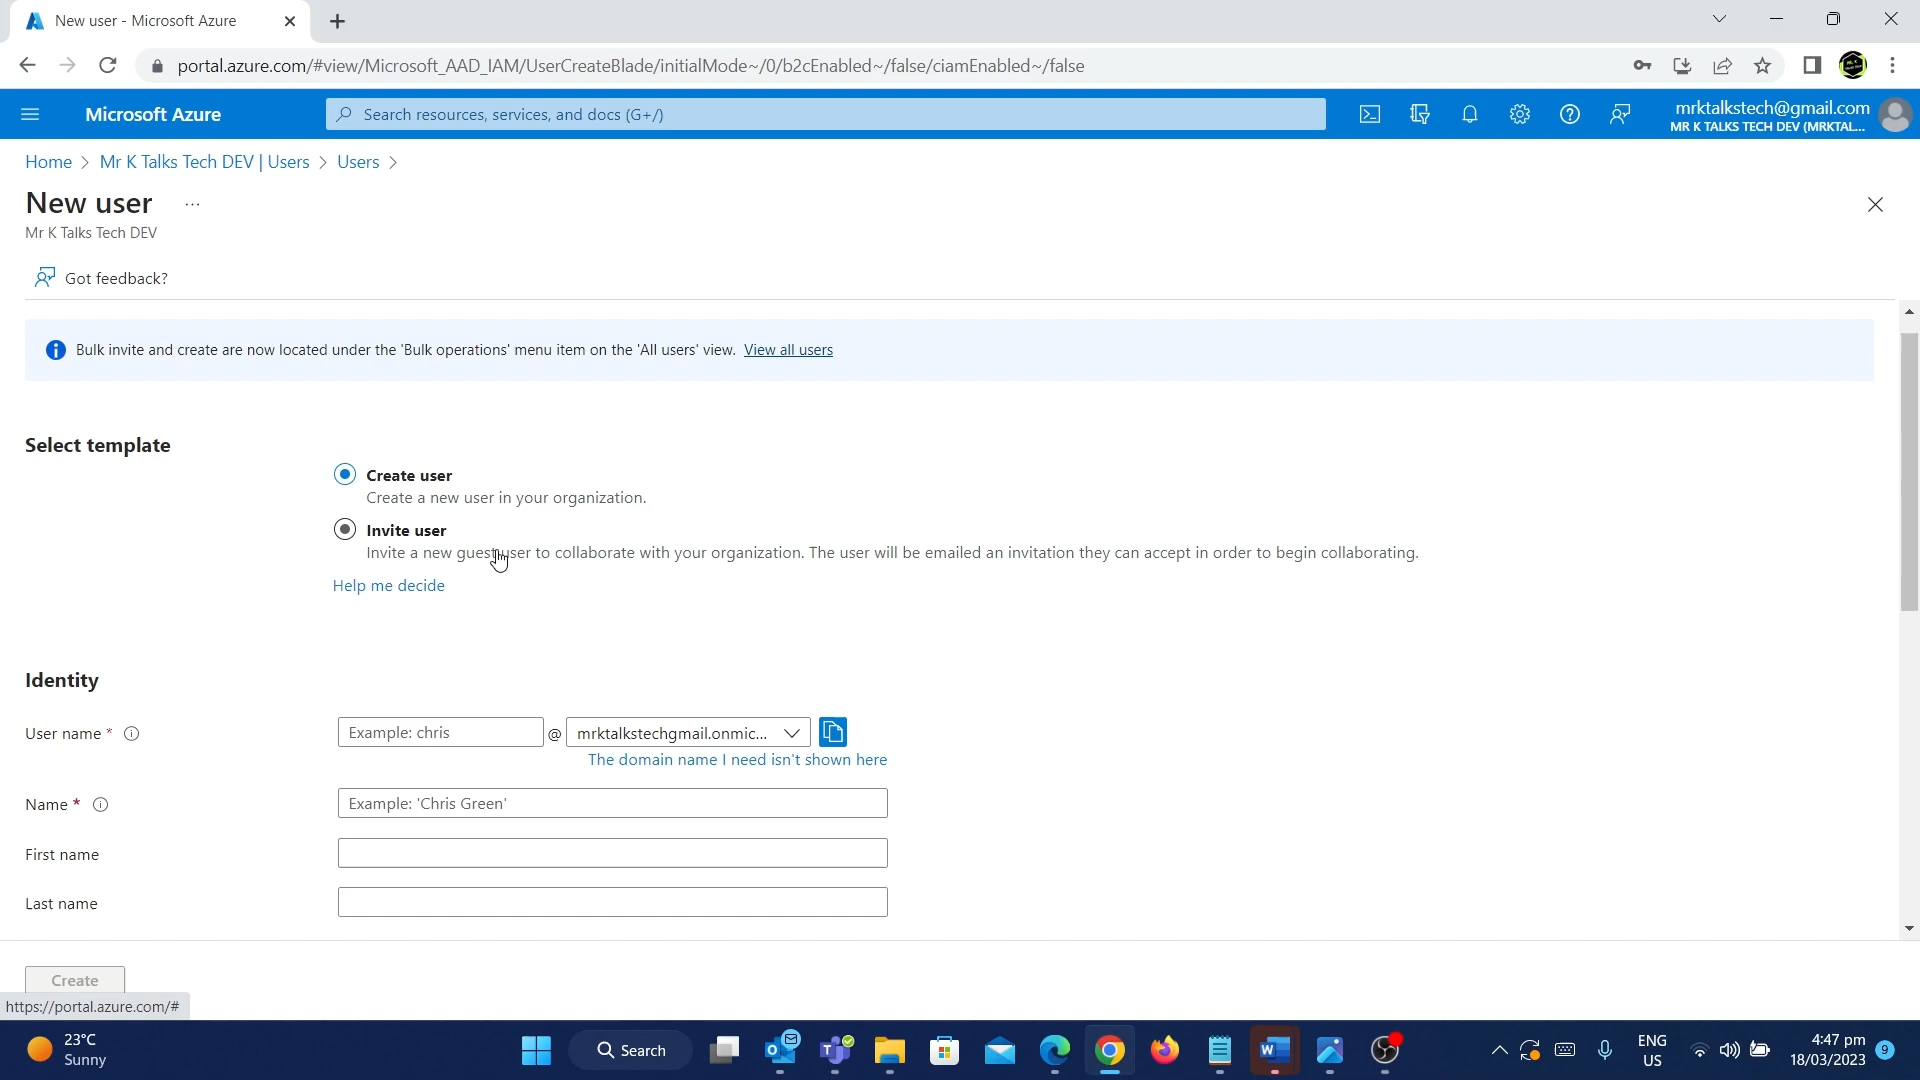 New user - Microsoft Azure
portal.azure.com/#view/Microsoft_AAD_IAM/UserCreateBlade/initialMode~/0/b2cEnabled~/false/ciamEnabled~/false
Microsoft Azure
Search resources, services, and docs (G+/)
mrktalkstech@gmail.com
MR K TALKS TECH DEV (MRKTAL...
Home > Mr K Talks Tech DEV | Users > Users >
New user ...
Mr K Talks Tech DEV
Got feedback?
Bulk invite and create are now located under the 'Bulk operations' menu item on the 'All users' view. View all users
Select template
Create user
Create a new user in your organization.
Invite user
Invite a new guest user to collaborate with your organization. The user will be emailed an invitation they can accept in order to begin collaborating.
Help me decide
Identity
User name * Example: chris @ mrktalkstechgmail.onmic...
The domain name I need isn't shown here
Name * Example: 'Chris Green'
First name
Last name
Create
https://portal.azure.com/#
23°C
Sunny
Search
ENG
US
4:47 pm
18/03/2023
9